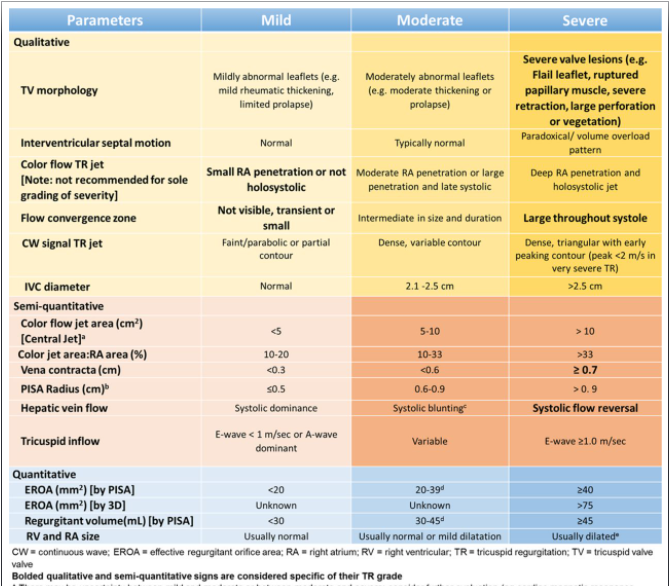 Parameters Mild Moderate Severe
Qualitative
TV morphology Mildly abnormal leaflets (e.g. mild rheumatic thickening, limited prolapse) Moderately abnormal leaflets (e.g. moderate thickening or prolapse) Severe valve lesions (e.g. Flail leaflet, ruptured papillary muscle, severe retraction, large perforation or vegetation)
Interventricular septal motion Normal Typically normal Paradoxical/ volume overload pattern
Color flow TR jet [Note: not recommended for sole grading of severity] Small RA penetration or not holosystolic Moderate RA penetration or large penetration and late systolic Deep RA penetration and holosystolic jet
Flow convergence zone Not visible, transient or small Intermediate in size and duration Large throughout systole
CW signal TR jet Faint/parabolic or partial contour Dense, variable contour Dense, triangular with early peaking contour (peak <2 m/s in very severe TR)
IVC diameter Normal 2.1 -2.5 cm >2.5 cm
Semi-quantitative
Color flow jet area (cm²) [Central Jet]ᵃ <5 5-10 > 10
Color jet area:RA area (%) 10-20 10-33 >33
Vena contracta (cm) <0.3 <0.6 ≥ 0.7
PISA Radius (cm)ᵇ ≤0.5 0.6-0.9 > 0. 9
Hepatic vein flow Systolic dominance Systolic bluntingᶜ Systolic flow reversal
Tricuspid inflow E-wave < 1 m/sec or A-wave dominant Variable E-wave ≥1.0 m/sec
Quantitative
EROA (mm²) [by PISA] <20 20-39ᵈ ≥40
EROA (mm²) [by 3D] Unknown Unknown >75
Regurgitant volume(mL) [by PISA] <30 30-45ᵈ ≥45
RV and RA size Usually normal Usually normal or mild dilatation Usually dilatedᵉ
CW = continuous wave; EROA = effective regurgitant orifice area; RA = right atrium; RV = right ventricular; TR = tricuspid regurgitation; TV = tricuspid valve
valve
Bolded qualitative and semi-quantitative signs are considered specific of their TR grade